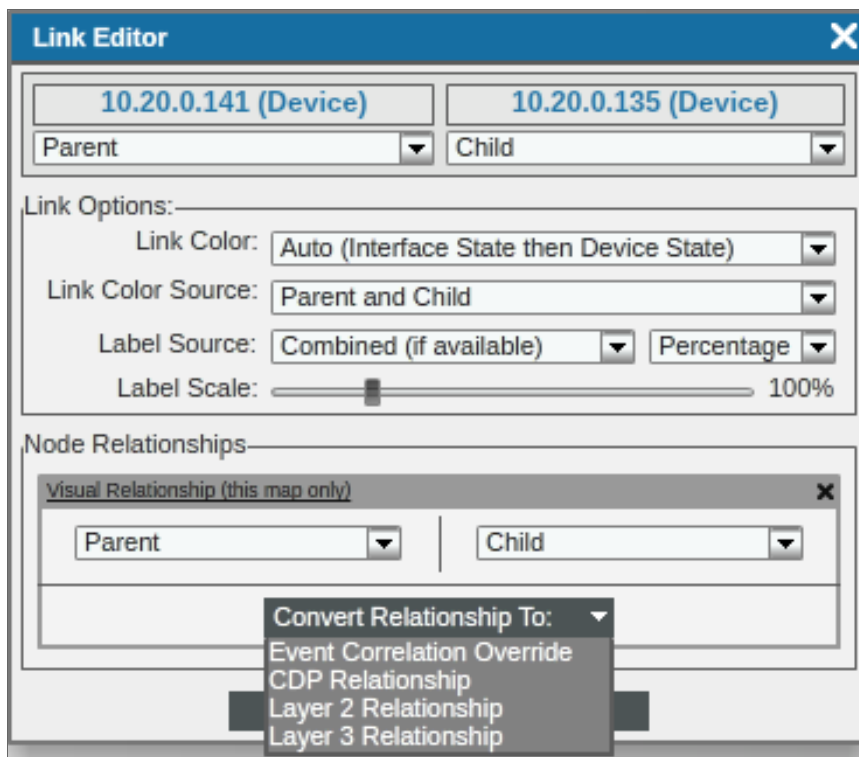 Link Editor
10.20.0.141 (Device) 10.20.0.135 (Device)
Parent Child
Link Options:
Link Color: Auto (Interface State then Device State)
Link Color Source: Parent and Child
Label Source: Combined (if available) Percentage
Label Scale: 100%
Node Relationships
Visual Relationship (this map only)
Parent Child
Convert Relationship To:
Event Correlation Override
CDP Relationship
Layer 2 Relationship
Layer 3 Relationship